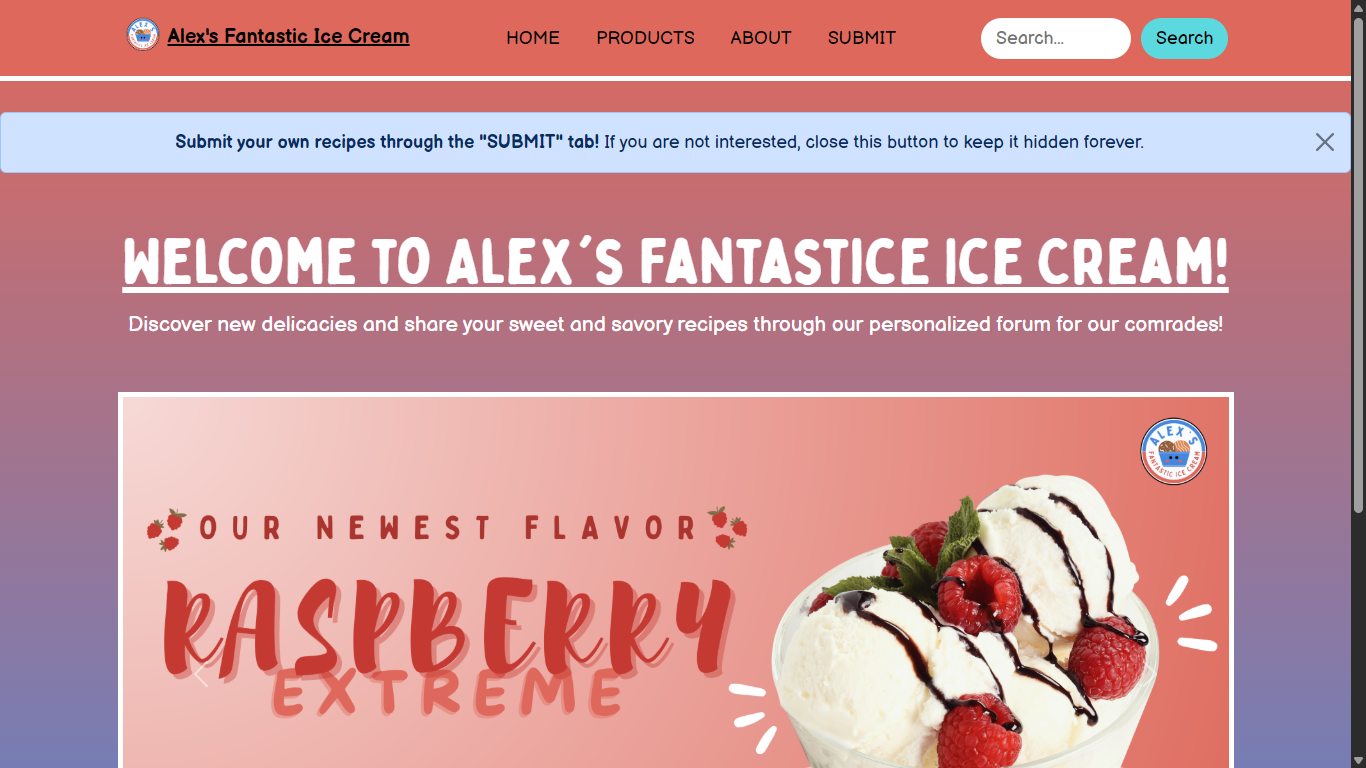 Alex's Fantastic Ice Cream
HOME PRODUCTS ABOUT SUBMIT
Search... Search
Submit your own recipes through the "SUBMIT" tab! If you are not interested, close this button to keep it hidden forever.
WELCOME TO ALEX´S FANTASTICE ICE CREAM!
Discover new delicacies and share your sweet and savory recipes through our personalized forum for our comrades!
ALEX´S
FANTASTIC ICE CREAM
OUR NEWEST FLAVOR
RASPBERRY
EXTREME